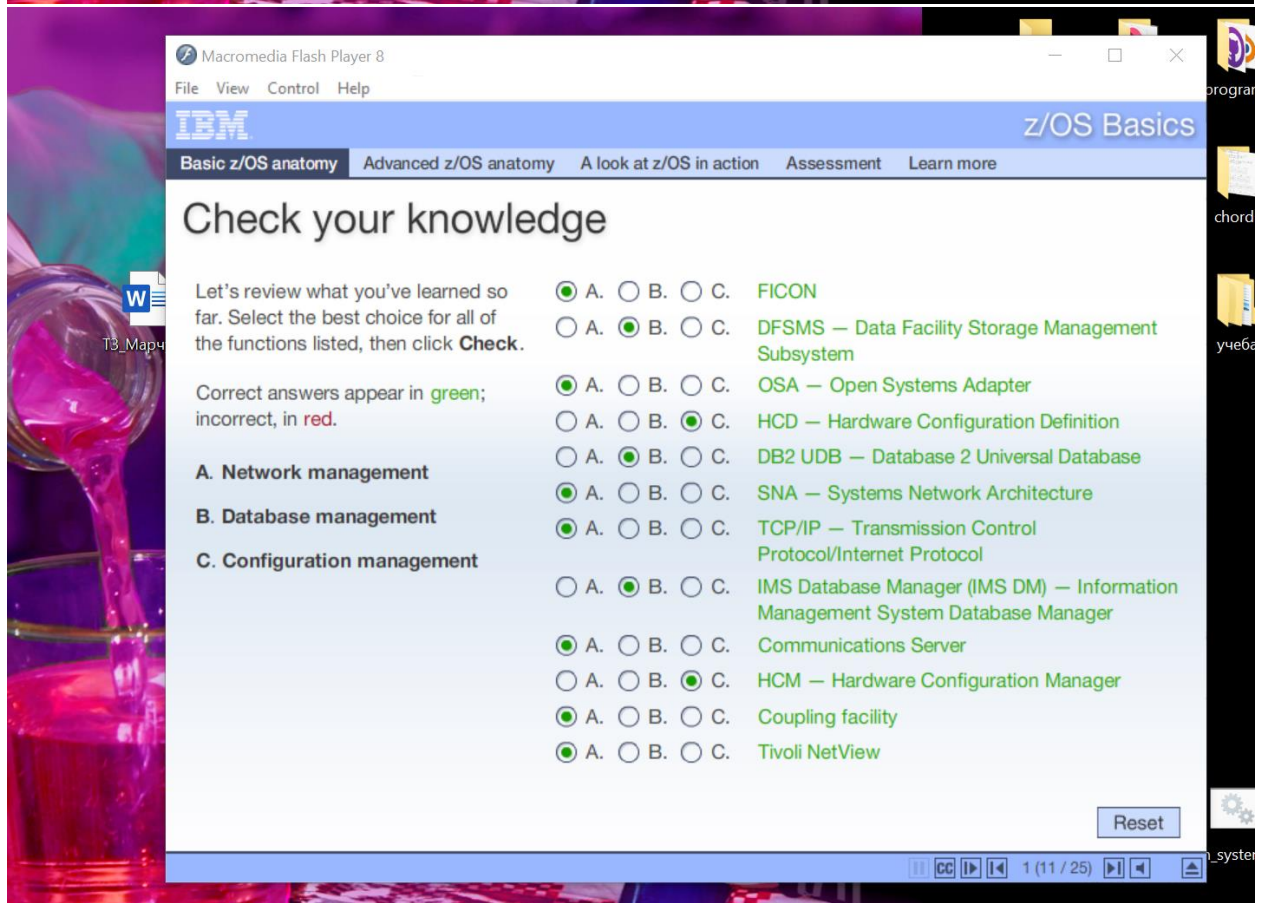 Macromedia Flash Player 8
File View Control Help
IBM
z/OS Basics
Basic z/OS anatomy Advanced z/OS anatomy A look at z/OS in action Assessment Learn more
Check your knowledge
Let's review what you've learned so
far. Select the best choice for all of
the functions listed, then click Check.
Correct answers appear in green;
incorrect, in red.
A. Network management
B. Database management
C. Configuration management
A. B. C. FICON
A. B. C. DFSMS — Data Facility Storage Management
Subsystem
A. B. C. OSA — Open Systems Adapter
A. B. C. HCD — Hardware Configuration Definition
A. B. C. DB2 UDB — Database 2 Universal Database
A. B. C. SNA — Systems Network Architecture
A. B. C. TCP/IP — Transmission Control
Protocol/Internet Protocol
A. B. C. IMS Database Manager (IMS DM) — Information
Management System Database Manager
A. B. C. Communications Server
A. B. C. HCM — Hardware Configuration Manager
A. B. C. Coupling facility
A. B. C. Tivoli NetView
Reset
CC 1 (11 / 25)
W
ТЗ_Марч
progra
chord
учеба
_syste